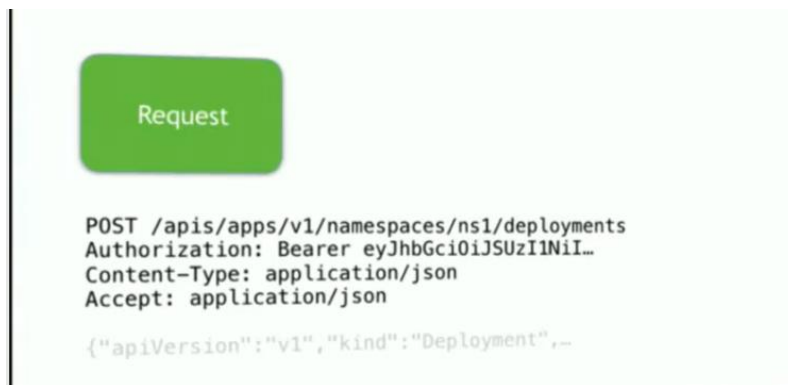 Request
POST /apis/apps/v1/namespaces/ns1/deployments
Authorization: Bearer eyJhbGciOiJSUzI1NiI…
Content-Type: application/json
Accept: application/json
{"apiVersion":"v1","kind":"Deployment",…